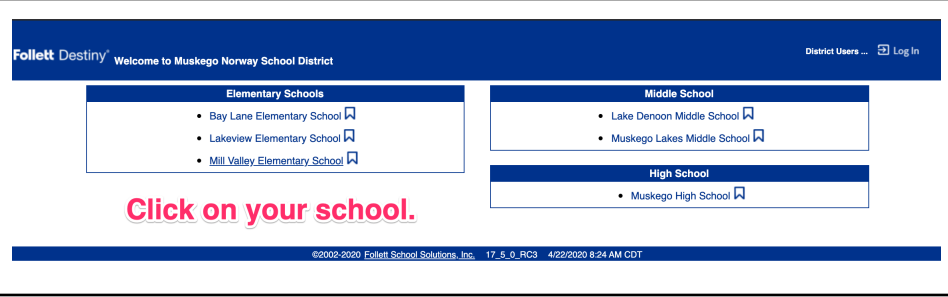 Follett Destiny® Welcome to Muskego Norway School District
District Users ... Log In
Elementary Schools
• Bay Lane Elementary School
• Lakeview Elementary School
• Mill Valley Elementary School
Middle School
• Lake Denoon Middle School
• Muskego Lakes Middle School
High School
• Muskego High School
Click on your school.
©2002-2020 Follett School Solutions, Inc. 17_5_0_RC3 4/22/2020 8:24 AM CDT